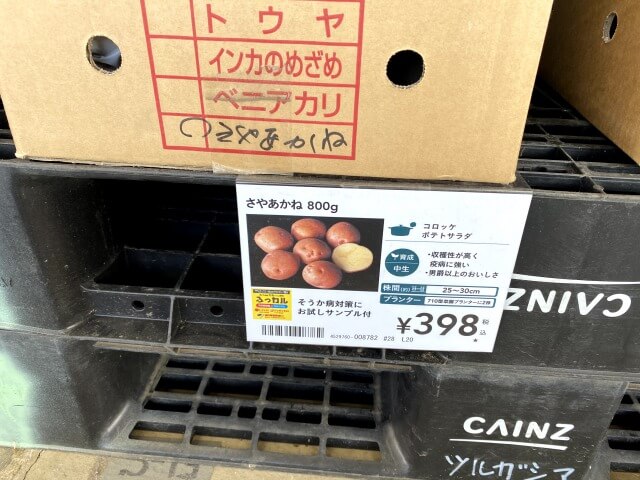 トウヤ
インカのめざめ
ベニアカリ
○さやあかね
さやあかね 800g
コロッケ
ポテトサラダ
育成
中生
・収穫性が高く
疫病に強い
・男爵以上のおいしさ
株間
25〜30cm
プランター
そうか病対策に
お試しサンプル付
¥398
税込
4529700-008782 #28 L20
CAINZ
CAINZ
ツルガシマ